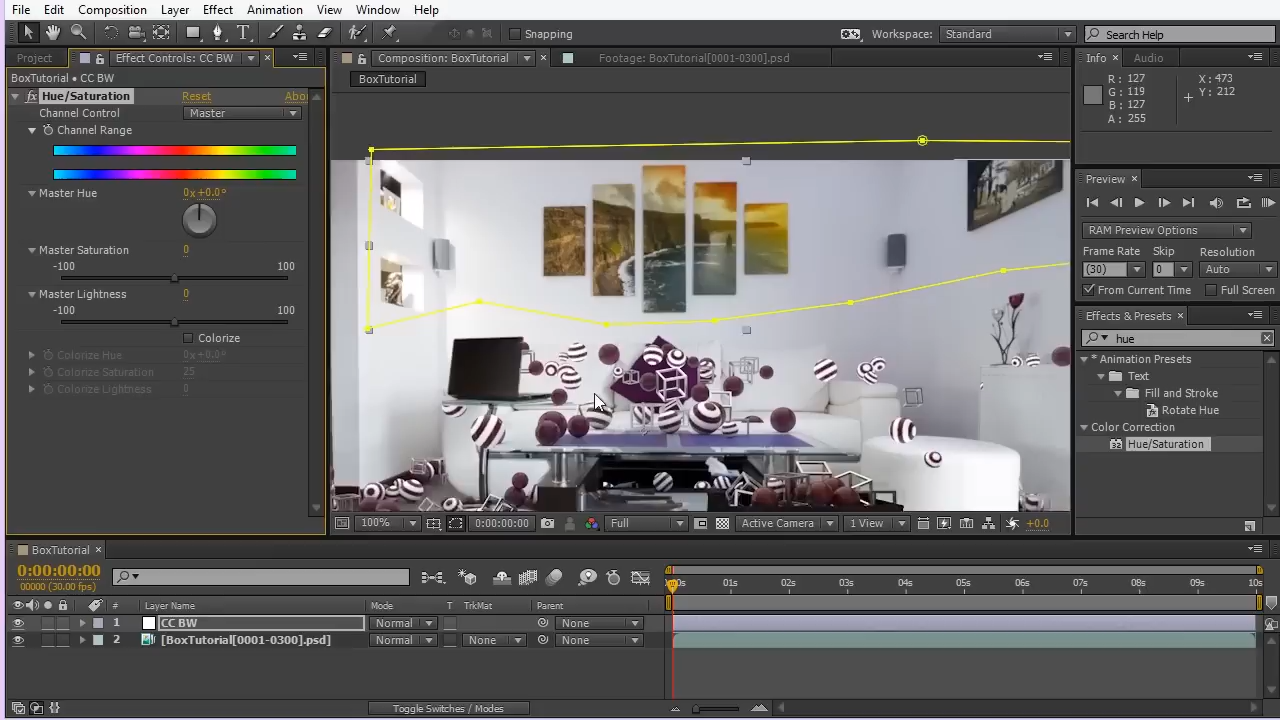 File Edit Composition Layer Effect Animation View Window Help
Snapping Workspace: Standard Search Help
Project Effect Controls: CC BW Composition: BoxTutorial Footage: BoxTutorial[0001-0300].psd Info Audio
BoxTutorial • CC BW BoxTutorial
fx Hue/Saturation Reset Abo
Channel Control Master
Channel Range
Master Hue 0x+0.0°
Master Saturation 0
-100 100
Master Lightness 0
-100 100
Colorize
Colorize Hue 0x+0.0°
Colorize Saturation 25
Colorize Lightness 0
R: 127 X: 473
G: 119 Y: 212
B: 127
A: 255
Preview
RAM Preview Options
Frame Rate Skip Resolution
(30) 0 Auto
From Current Time Full Screen
Effects & Presets
hue
* Animation Presets
Text
Fill and Stroke
Rotate Hue
Color Correction
Hue/Saturation
100% 0:00:00:00 Full Active Camera 1 View +0.0
BoxTutorial
0:00:00:00
00000 (30.00 fps)
00s 01s 02s 03s 04s 05s 06s 07s 08s 09s 10s
# Layer Name Mode T TrkMat Parent
1 CC BW Normal None
2 [BoxTutorial[0001-0300].psd] Normal None None
Toggle Switches / Modes